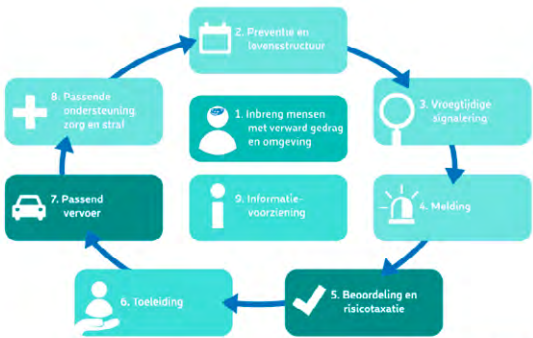 2. Preventie en
levensstructuur
8. Passende
ondersteuning
zorg en straf
1. Inbreng mensen
met verward gedrag
en omgeving
3. Vroegtijdige
signalering
7. Passend
vervoer
9. Informatie-
voorziening
4. Melding
6. Toeleiding
5. Beoordeling en
risicotaxatie